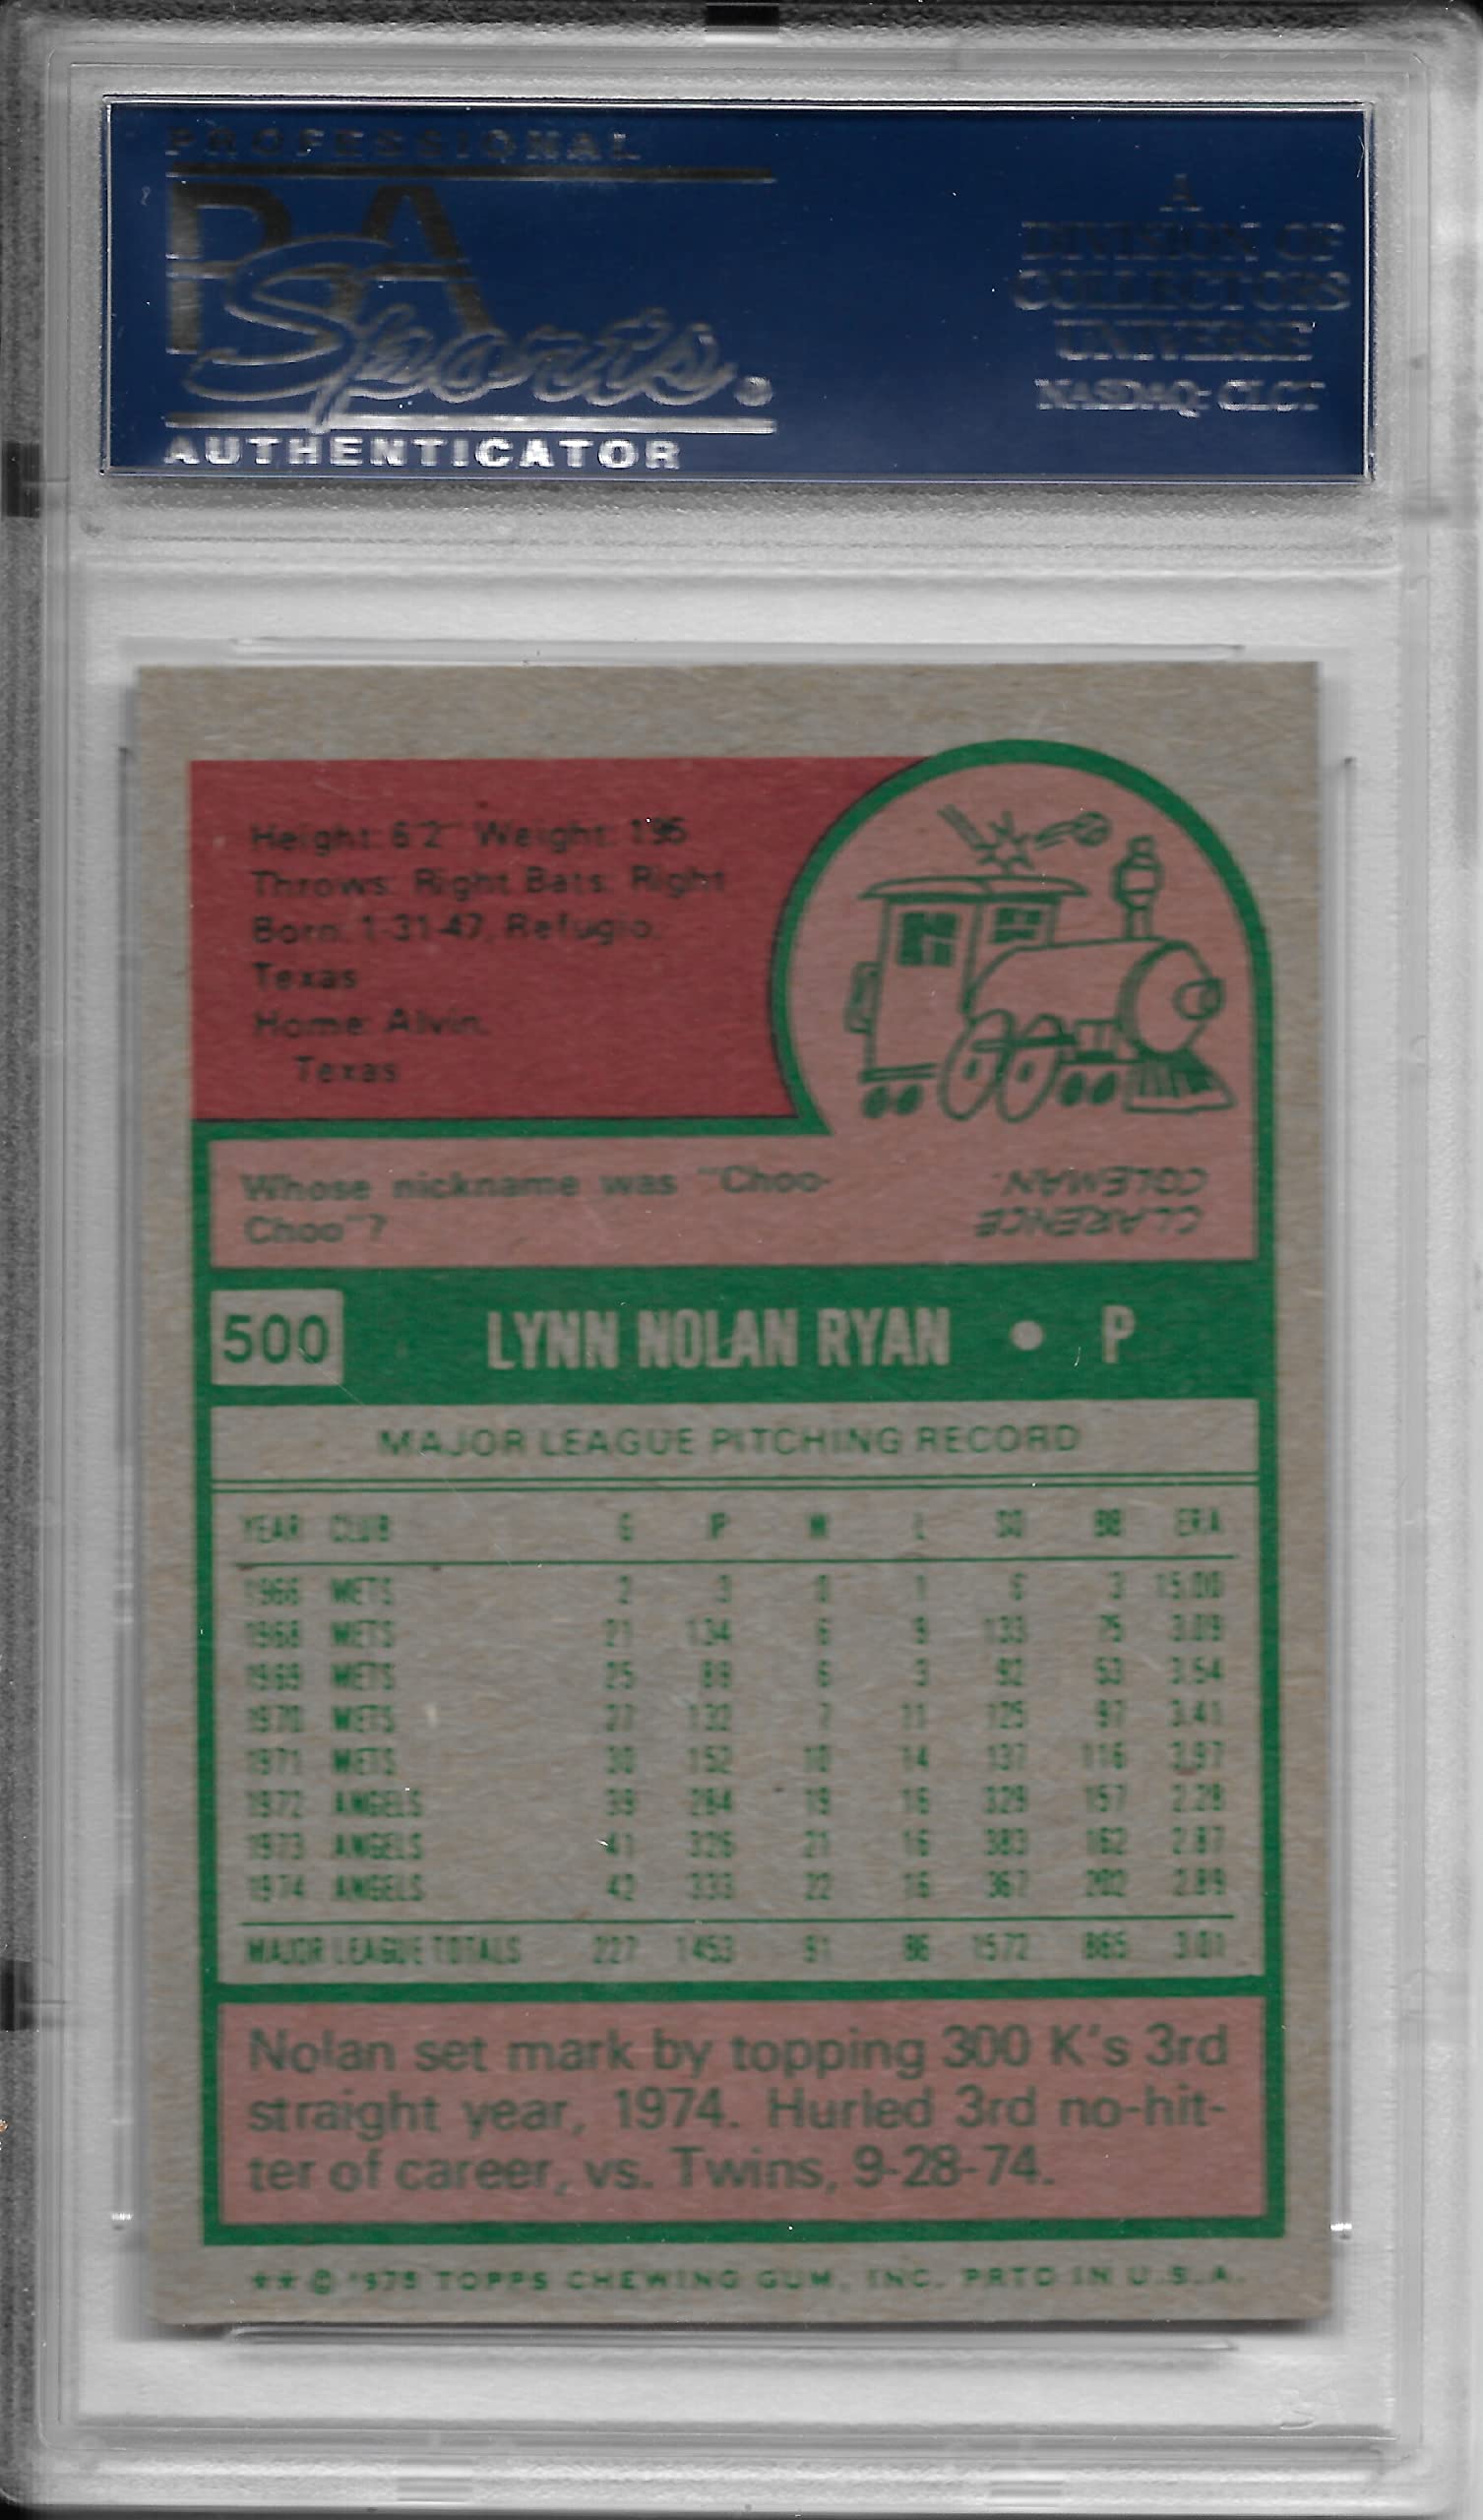 PROFESSIONAL
PSA
Sports®
AUTHENTICATOR
A
DIVISION OF
COLLECTORS
UNIVERSE
NASDAQ: CLCT
Height: 6'2" Weight: 195
Throws: Right Bats: Right
Born: 1-31-47, Refugio,
Texas
Home: Alvin,
Texas
Whose nickname was "Choo-
Choo"?
CLARENCE
COLEMAN.
500 LYNN NOLAN RYAN • P
MAJOR LEAGUE PITCHING RECORD
YEAR CLUB G IP W L SO BB ERA
1966 METS 2 3 0 1 6 3 15.00
1968 METS 21 134 6 9 133 75 3.09
1969 METS 25 89 6 3 92 53 3.54
1970 METS 27 132 7 11 125 97 3.41
1971 METS 30 152 10 14 137 116 3.97
1972 ANGELS 39 284 19 16 329 157 2.28
1973 ANGELS 41 326 21 16 383 162 2.87
1974 ANGELS 42 333 22 16 367 202 2.89
MAJOR LEAGUE TOTALS 227 1453 91 86 1572 865 3.01
Nolan set mark by topping 300 K's 3rd
straight year, 1974. Hurled 3rd no-hit-
ter of career, vs. Twins, 9-28-74.
** © 1975 TOPPS CHEWING GUM, INC. PRTD IN U.S.A.